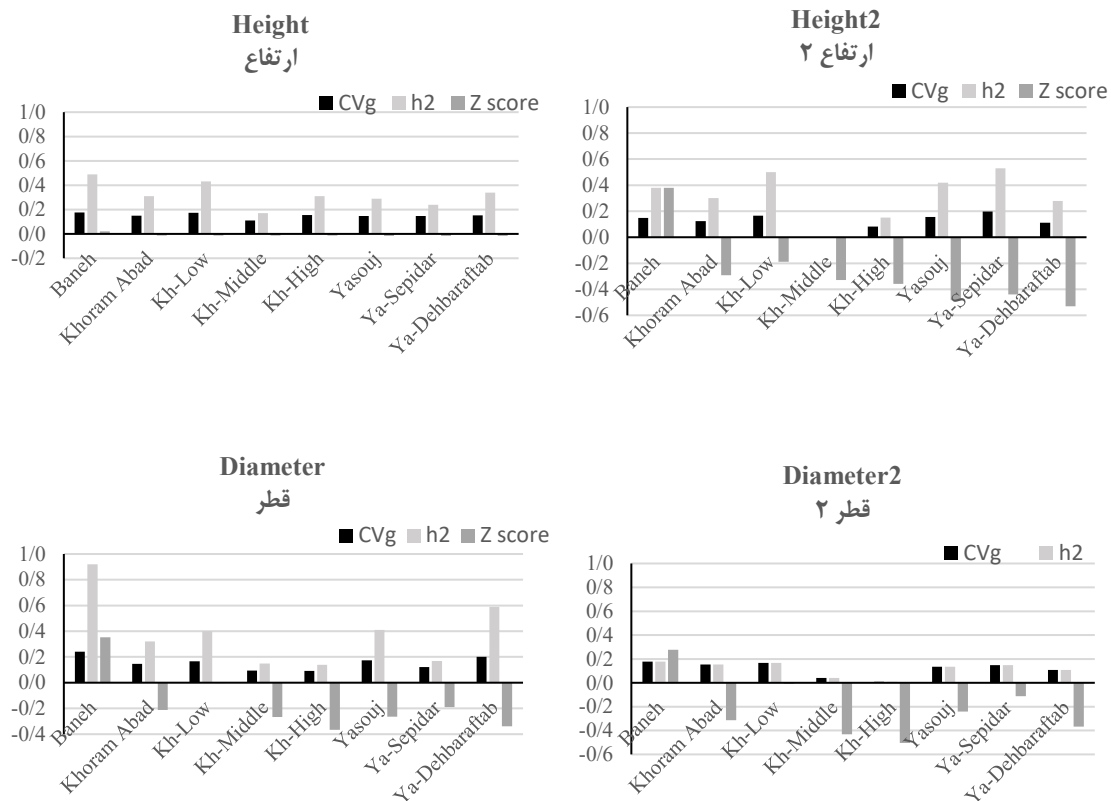 Height
ارتفاع
CVg h2 Z score
1/0
0/8
0/6
0/4
0/2
0/0
-0/2
Baneh
Khoram Abad
Kh-Low
Kh-Middle
Kh-High
Yasouj
Ya-Sepidar
Ya-Dehbaraftab
Height2
ارتفاع ۲
CVg h2 Z score
1/0
0/8
0/6
0/4
0/2
0/0
-0/2
-0/4
-0/6
Baneh
Khoram Abad
Kh-Low
Kh-Middle
Kh-High
Yasouj
Ya-Sepidar
Ya-Dehbaraftab
Diameter
قطر
CVg h2 Z score
1/0
0/8
0/6
0/4
0/2
0/0
-0/2
-0/4
Baneh
Khoram Abad
Kh-Low
Kh-Middle
Kh-High
Yasouj
Ya-Sepidar
Ya-Dehbaraftab
Diameter2
قطر ۲
CVg h2
1/0
0/8
0/6
0/4
0/2
0/0
-0/2
-0/4
-0/6
Baneh
Khoram Abad
Kh-Low
Kh-Middle
Kh-High
Yasouj
Ya-Sepidar
Ya-Dehbaraftab